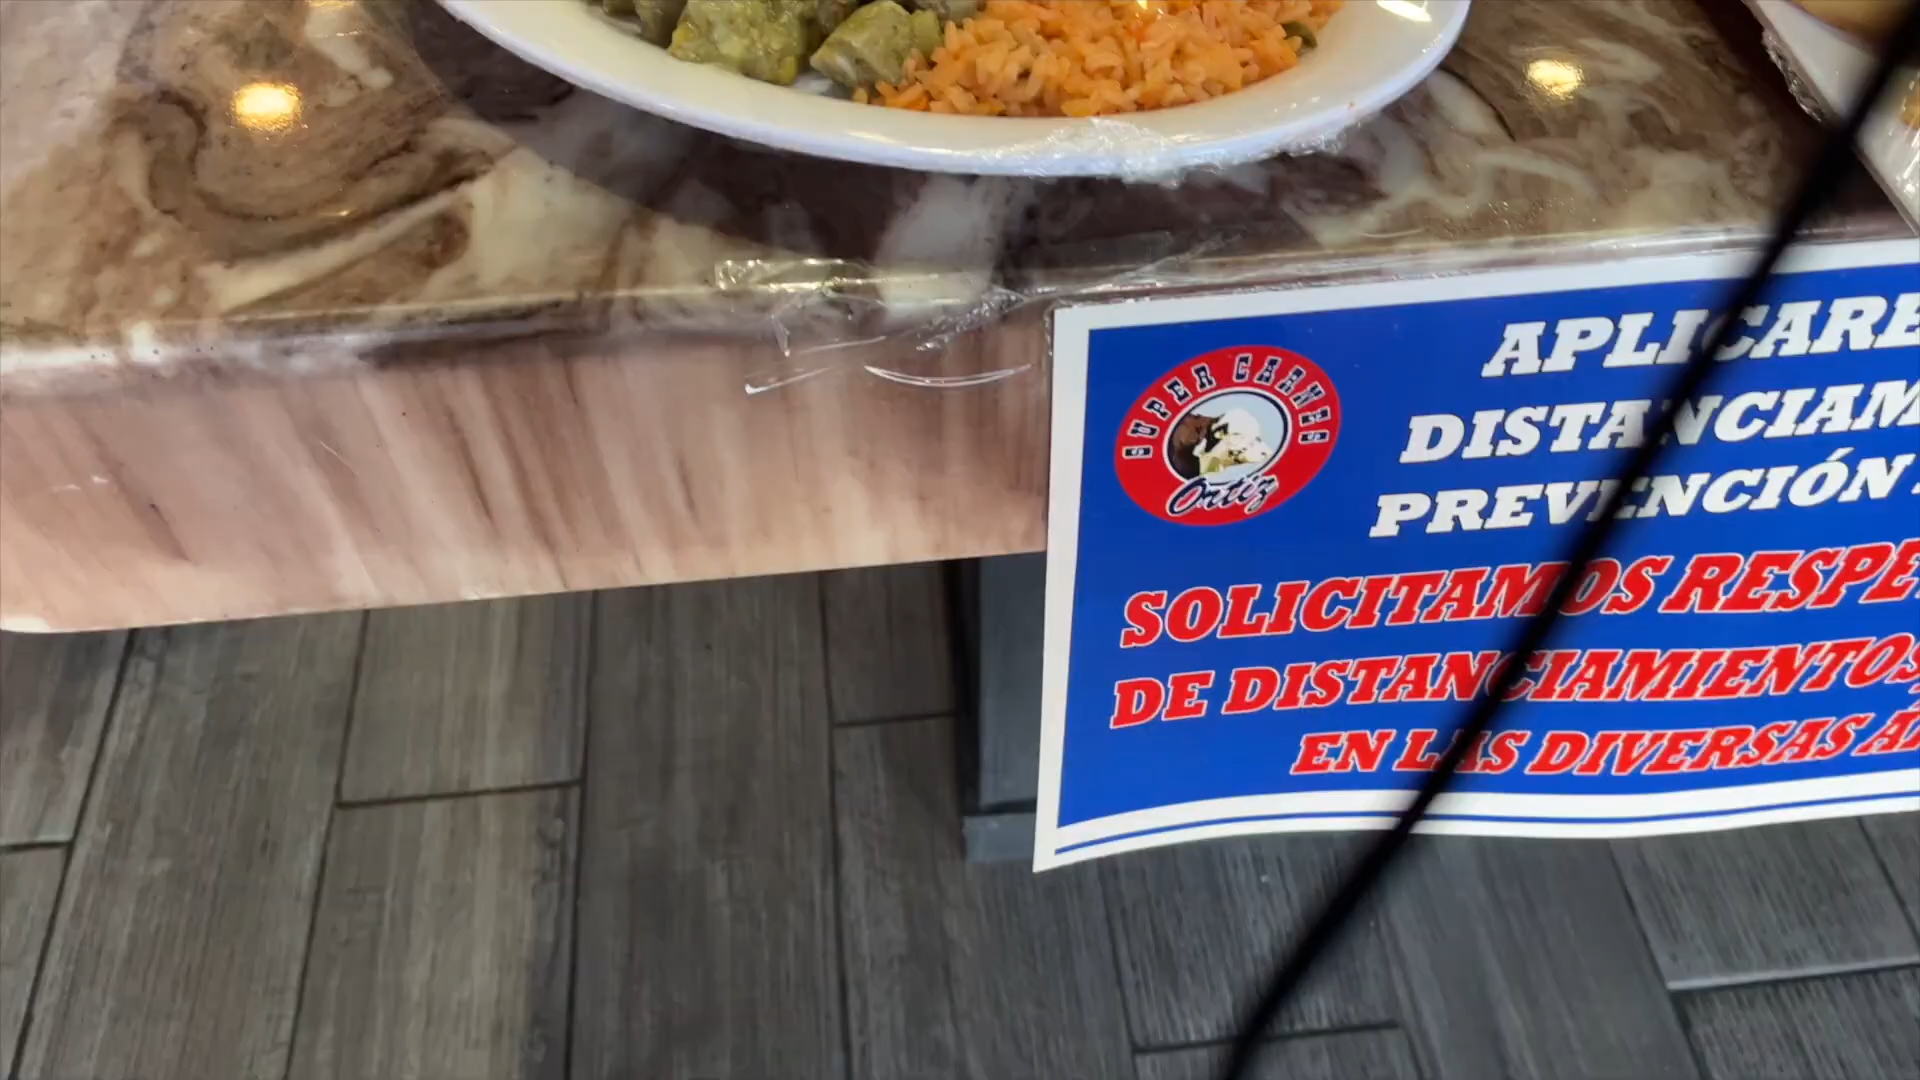 SUPER CARNES
Ortiz
APLICARE
DISTANCIAM
PREVENCIÓN
SOLICITAMOS RESPE
DE DISTANCIAMIENTOS
EN LAS DIVERSAS Á